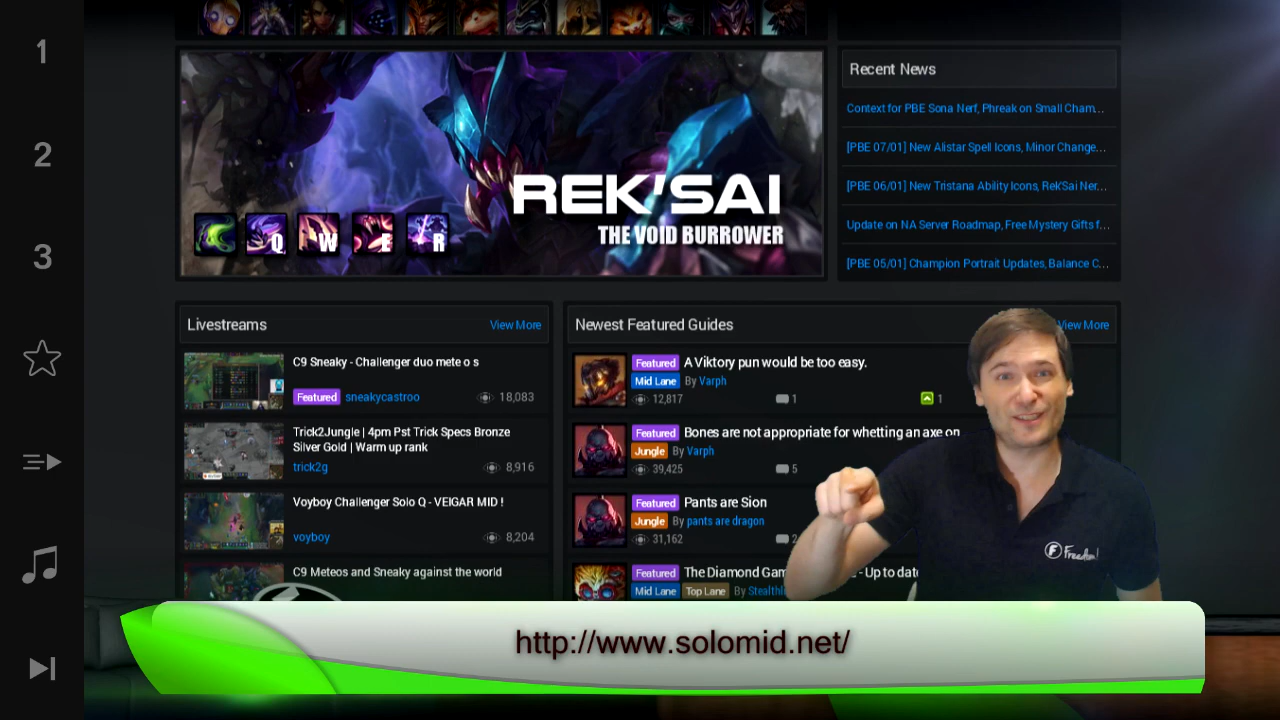 1
2
3
REK'SAI
THE VOID BURROWER
Q W E R
Recent News
Context for PBE Sona Nerf, Phreak on Small Cham...
[PBE 07/01] New Alistar Spell Icons, Minor Change...
[PBE 06/01] New Tristana Ability Icons, Rek'Sai Ner...
Update on NA Server Roadmap, Free Mystery Gifts f...
[PBE 05/01] Champion Portrait Updates, Balance C...
Livestreams View More
C9 Sneaky - Challenger duo mete o s
Featured sneakycastroo 18,083
Trick2Jungle | 4pm Pst Trick Specs Bronze
Silver Gold | Warm up rank
trick2g 8,916
Voyboy Challenger Solo Q - VEIGAR MID !
voyboy 8,204
C9 Meteos and Sneaky against the world
Newest Featured Guides View More
Featured A Viktory pun would be too easy.
Mid Lane By Varph
12,817 1 1
Featured Bones are not appropriate for whetting an axe on
Jungle By Varph
39,425 5
Featured Pants are Sion
Jungle By pants are dragon
31,162 2
Featured The Diamond Gam e - Up to date
Mid Lane Top Lane By Stealthl
F Freedom!
http://www.solomid.net/